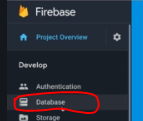 Firebase
Project Overview
Develop
Authentication
Database
Storage